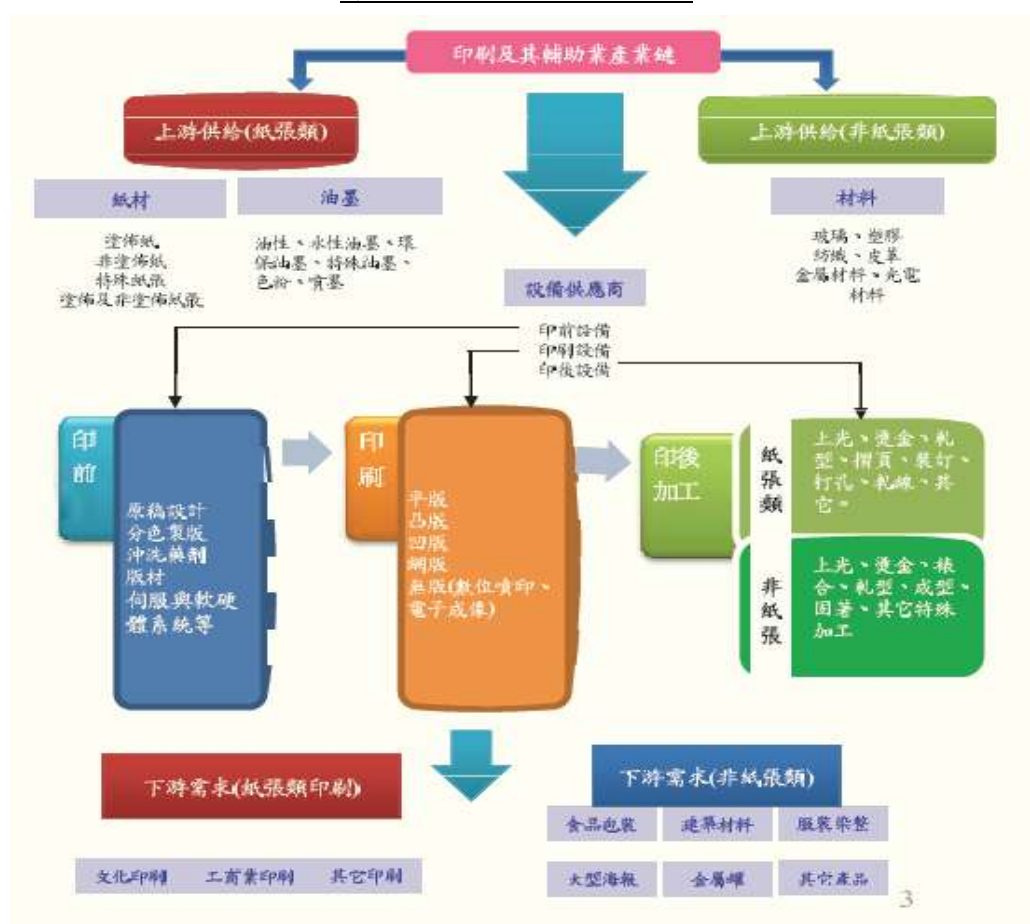 印刷及其輔助業產業鏈
上游供給(紙張類)
上游供給(非紙張類)
紙材
油墨
材料
塗佈紙
非塗佈紙
特殊紙張
塗佈及非塗佈紙張
油性、水性油墨、環
保油墨、特殊油墨、
色粉、噴墨
玻璃、塑膠
紡織、皮革
金屬材料、光電
材料
設備供應商
印前設備
印刷設備
印後設備
印
前
原稿設計
分色製版
沖洗藥劑
版材
伺服與軟硬
體系統等
印
刷
平版
凸版
凹版
網版
無版(數位噴印、
電子成像)
印後
加工
紙
張
類
上光、燙金、軋
型、摺頁、裝訂、
打孔、軋線、其
它。
非
紙
張
上光、燙金、裱
合、軋型、成型、
固著、其它特殊
加工
下游需求(紙張類印刷)
下游需求(非紙張類)
食品包裝
建築材料
服裝染整
文化印刷
工商業印刷
其它印刷
大型海報
金屬罐
其它產品
3